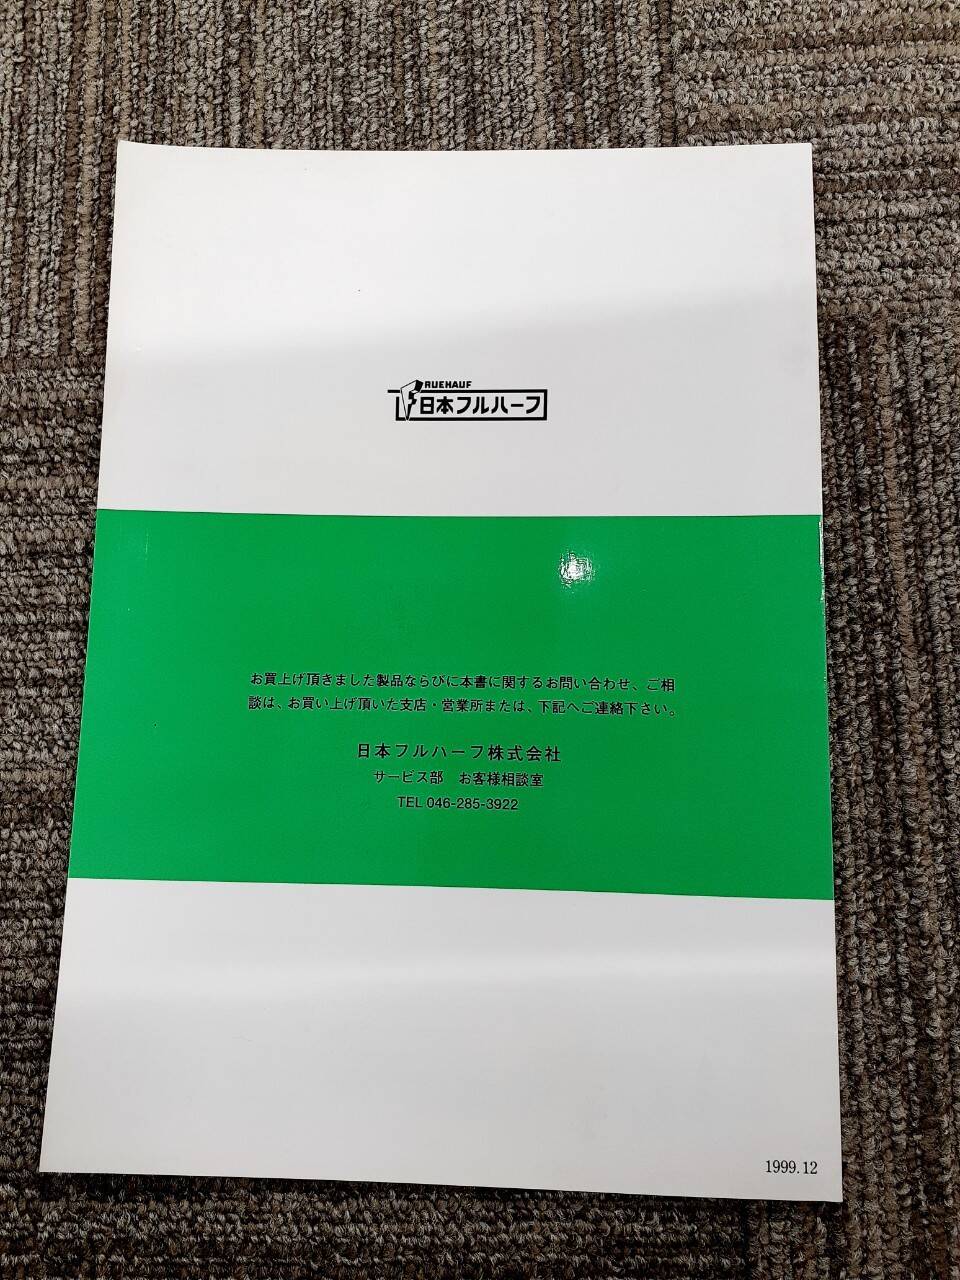 FRUEHAUF
日本フルハーフ
お買上げ頂きました製品ならびに本書に関するお問い合わせ、ご相
談は、お買い上げ頂いた支店・営業所または、下記へご連絡下さい。
日本フルハーフ株式会社
サービス部　お客様相談室
TEL 046-285-3922
1999.12